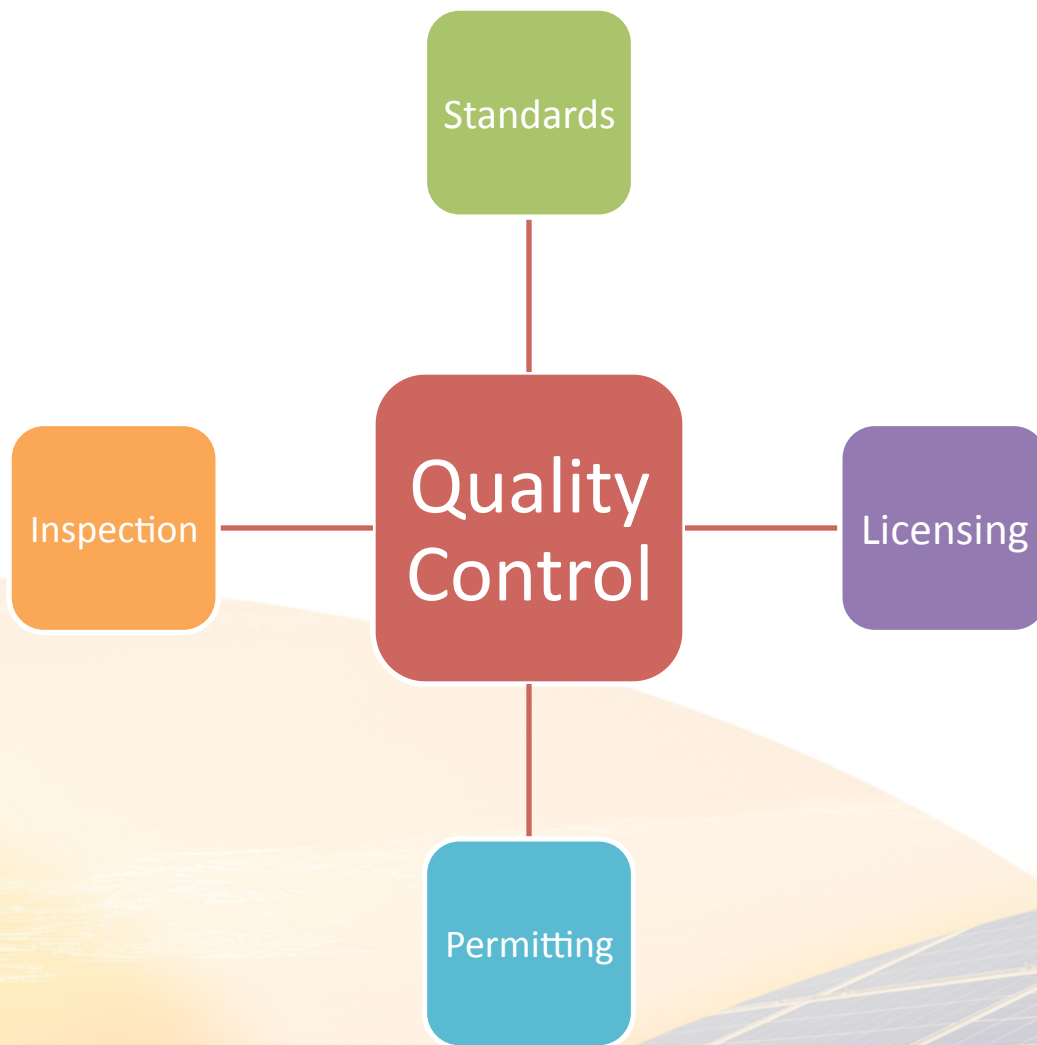 Standards
Inspection
Quality
Control
Licensing
Permitting